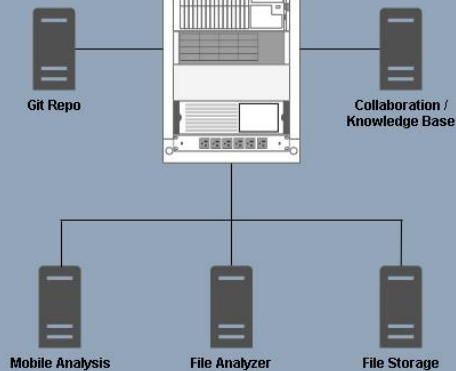 Git Repo
Collaboration /
Knowledge Base
Mobile Analysis
File Analyzer
File Storage